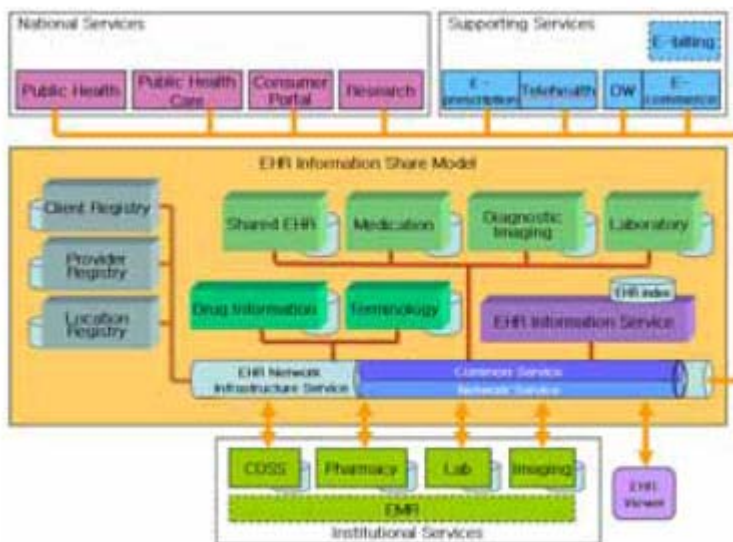 National Services
Supporting Services
E-billing
Public Health
Public Health
Care
Consumer
Portal
Research
E-
prescription
Telehealth
DW
E-
commerce
EHR Information Share Model
Client Registry
Provider
Registry
Location
Registry
Shared EHR
Medication
Diagnostic
Imaging
Laboratory
Drug Information
Terminology
EHR index
EHR Information Service
EHR Network
Infrastructure Service
Common Service
Network Service
CDSS
Pharmacy
Lab
Imaging
EMR
Institutional Services
EHR
Viewer